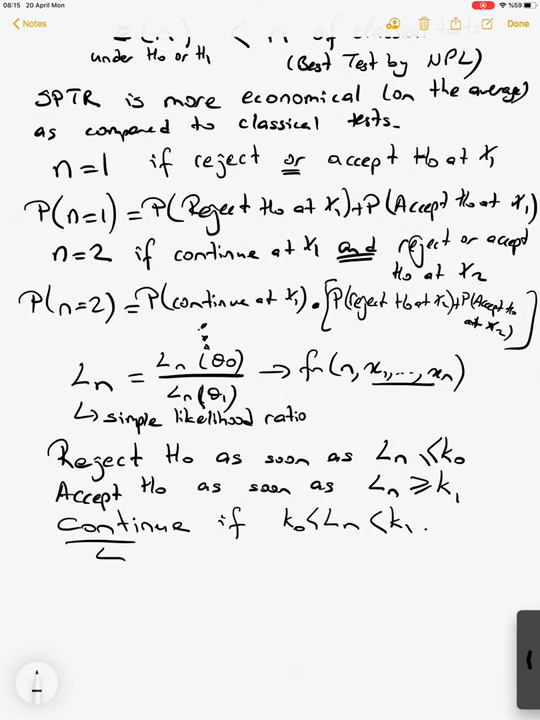 08:15 20 April Mon %59
Notes Done
under H0 or H1 (Best Test by NPL)
SPTR is more economical (on the average)
as compared to classical tests.
n=1 if reject or accept H0 at X1
P(n=1) = P(Reject H0 at X1)+P(Accept H0 at X1)
n=2 if continue at X1 and reject or accept
H0 at X2
P(n=2) = P(continue at X1) • [P(reject H0 at X2)+P(Accept H0
at X2)]
Ln = Ln(θ0) / Ln(θ1) → fn(n, x1,..., xn)
↳ simple likelihood ratio
Reject H0 as soon as Ln ≤ k0
Accept H0 as soon as Ln ≥ k1
Continue if k0 < Ln < k1.